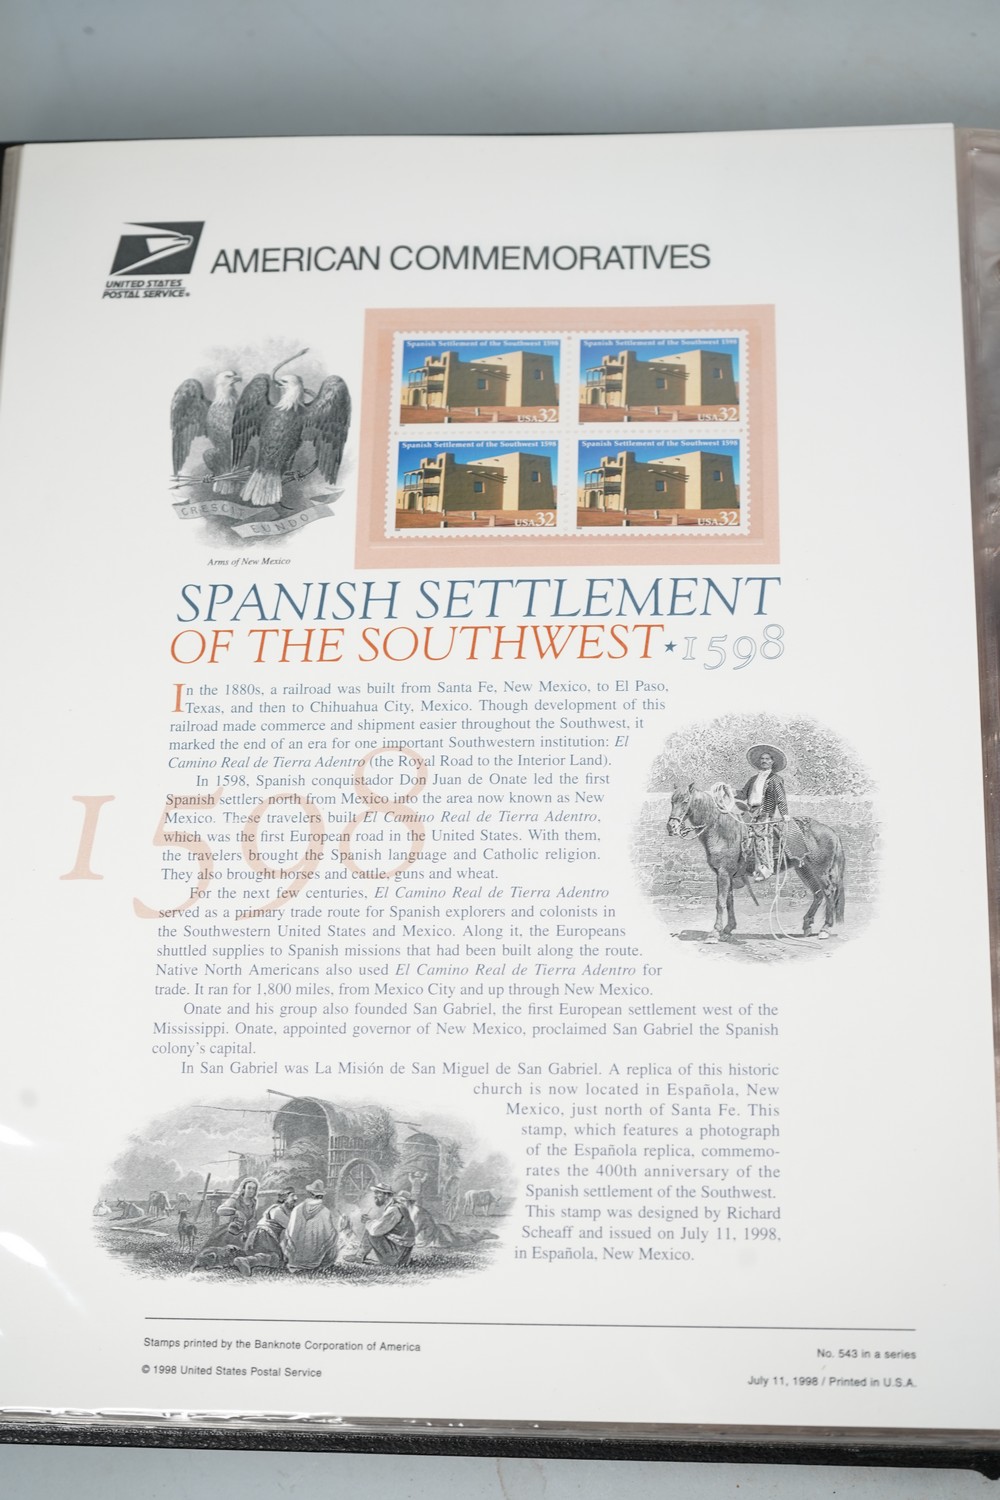 UNITED STATES
POSTAL SERVICE®
AMERICAN COMMEMORATIVES
Spanish Settlement of the Southwest 1598
USA 32
Spanish Settlement of the Southwest 1598
USA 32
Spanish Settlement of the Southwest 1598
USA 32
Spanish Settlement of the Southwest 1598
USA 32
CRESCIT
EUNDO
Arms of New Mexico
SPANISH SETTLEMENT
OF THE SOUTHWEST ★ 1598
In the 1880s, a railroad was built from Santa Fe, New Mexico, to El Paso,
Texas, and then to Chihuahua City, Mexico. Though development of this
railroad made commerce and shipment easier throughout the Southwest, it
marked the end of an era for one important Southwestern institution: El
Camino Real de Tierra Adentro (the Royal Road to the Interior Land).
In 1598, Spanish conquistador Don Juan de Onate led the first
Spanish settlers north from Mexico into the area now known as New
Mexico. These travelers built El Camino Real de Tierra Adentro,
which was the first European road in the United States. With them,
the travelers brought the Spanish language and Catholic religion.
They also brought horses and cattle, guns and wheat.
1598
For the next few centuries, El Camino Real de Tierra Adentro
served as a primary trade route for Spanish explorers and colonists in
the Southwestern United States and Mexico. Along it, the Europeans
shuttled supplies to Spanish missions that had been built along the route.
Native North Americans also used El Camino Real de Tierra Adentro for
trade. It ran for 1,800 miles, from Mexico City and up through New Mexico.
Onate and his group also founded San Gabriel, the first European settlement west of the
Mississippi. Onate, appointed governor of New Mexico, proclaimed San Gabriel the Spanish
colony's capital.
In San Gabriel was La Misión de San Miguel de San Gabriel. A replica of this historic
church is now located in Española, New
Mexico, just north of Santa Fe. This
stamp, which features a photograph
of the Española replica, commemo-
rates the 400th anniversary of the
Spanish settlement of the Southwest.
This stamp was designed by Richard
Scheaff and issued on July 11, 1998,
in Española, New Mexico.
Stamps printed by the Banknote Corporation of America
© 1998 United States Postal Service
No. 543 in a series
July 11, 1998 / Printed in U.S.A.